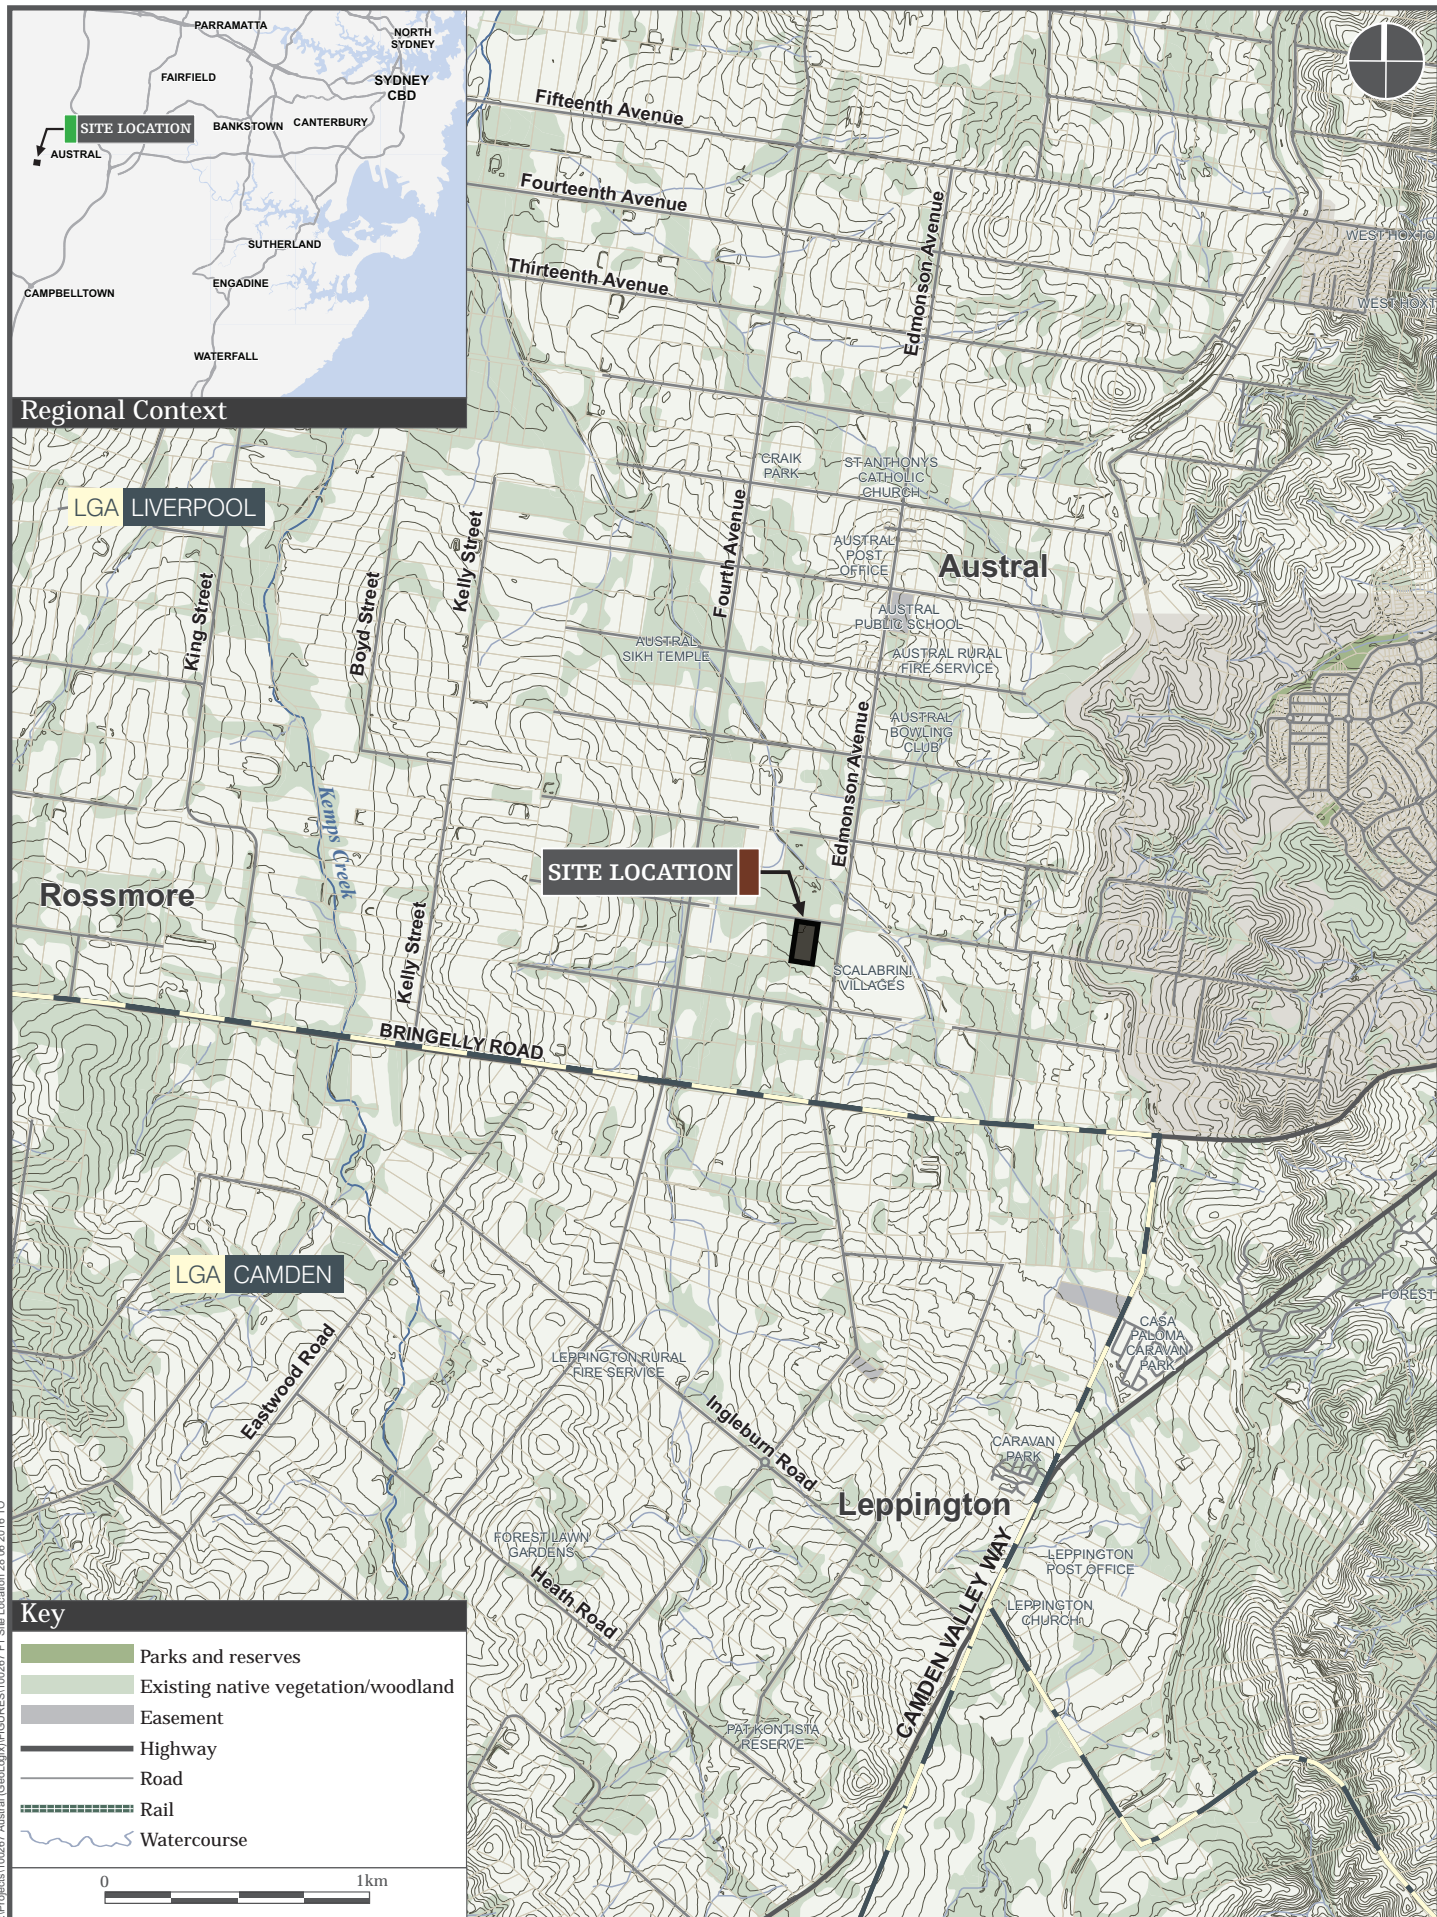 PARRAMATTA
NORTH
SYDNEY
FAIRFIELD
SYDNEY
CBD
SITE LOCATION
BANKSTOWN
CANTERBURY
AUSTRAL
SUTHERLAND
ENGADINE
CAMPBELLTOWN
WATERFALL
Regional Context
Fifteenth Avenue
Fourteenth Avenue
Thirteenth Avenue
Edmonson Avenue
WEST HOXTO
WEST HOXT
CRAIK
PARK
ST ANTHONYS
CATHOLIC
CHURCH
LGA LIVERPOOL
Fourth Avenue
Kelly Street
AUSTRAL
POST
OFFICE
Austral
King Street
Boyd Street
AUSTRAL
PUBLIC SCHOOL
AUSTRAL
SIKH TEMPLE
AUSTRAL RURAL
FIRE SERVICE
AUSTRAL
BOWLING
CLUB
Edmonson Avenue
Kemps Creek
SITE LOCATION
Rossmore
Kelly Street
SCALABRINI
VILLAGES
BRINGELLY ROAD
LGA CAMDEN
FOREST
CASA
PALOMA
CARAVAN
PARK
Eastwood Road
LEPPINGTON RURAL
FIRE SERVICE
Ingleburn Road
CARAVAN
PARK
Leppington
FOREST LAWN
GARDENS
Heath Road
CAMDEN VALLEY WAY
LEPPINGTON
POST OFFICE
LEPPINGTON
CHURCH
PAT KONTISTA
RESERVE
Key
Parks and reserves
Existing native vegetation/woodland
Easement
Highway
Road
Rail
Watercourse
0 1km